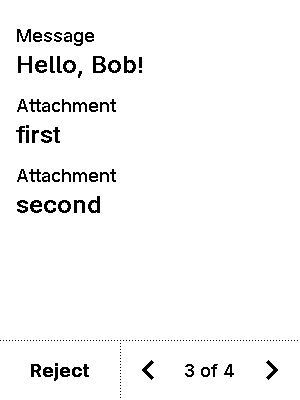 Message
Hello, Bob!
Attachment
first
Attachment
second
Reject 3 of 4